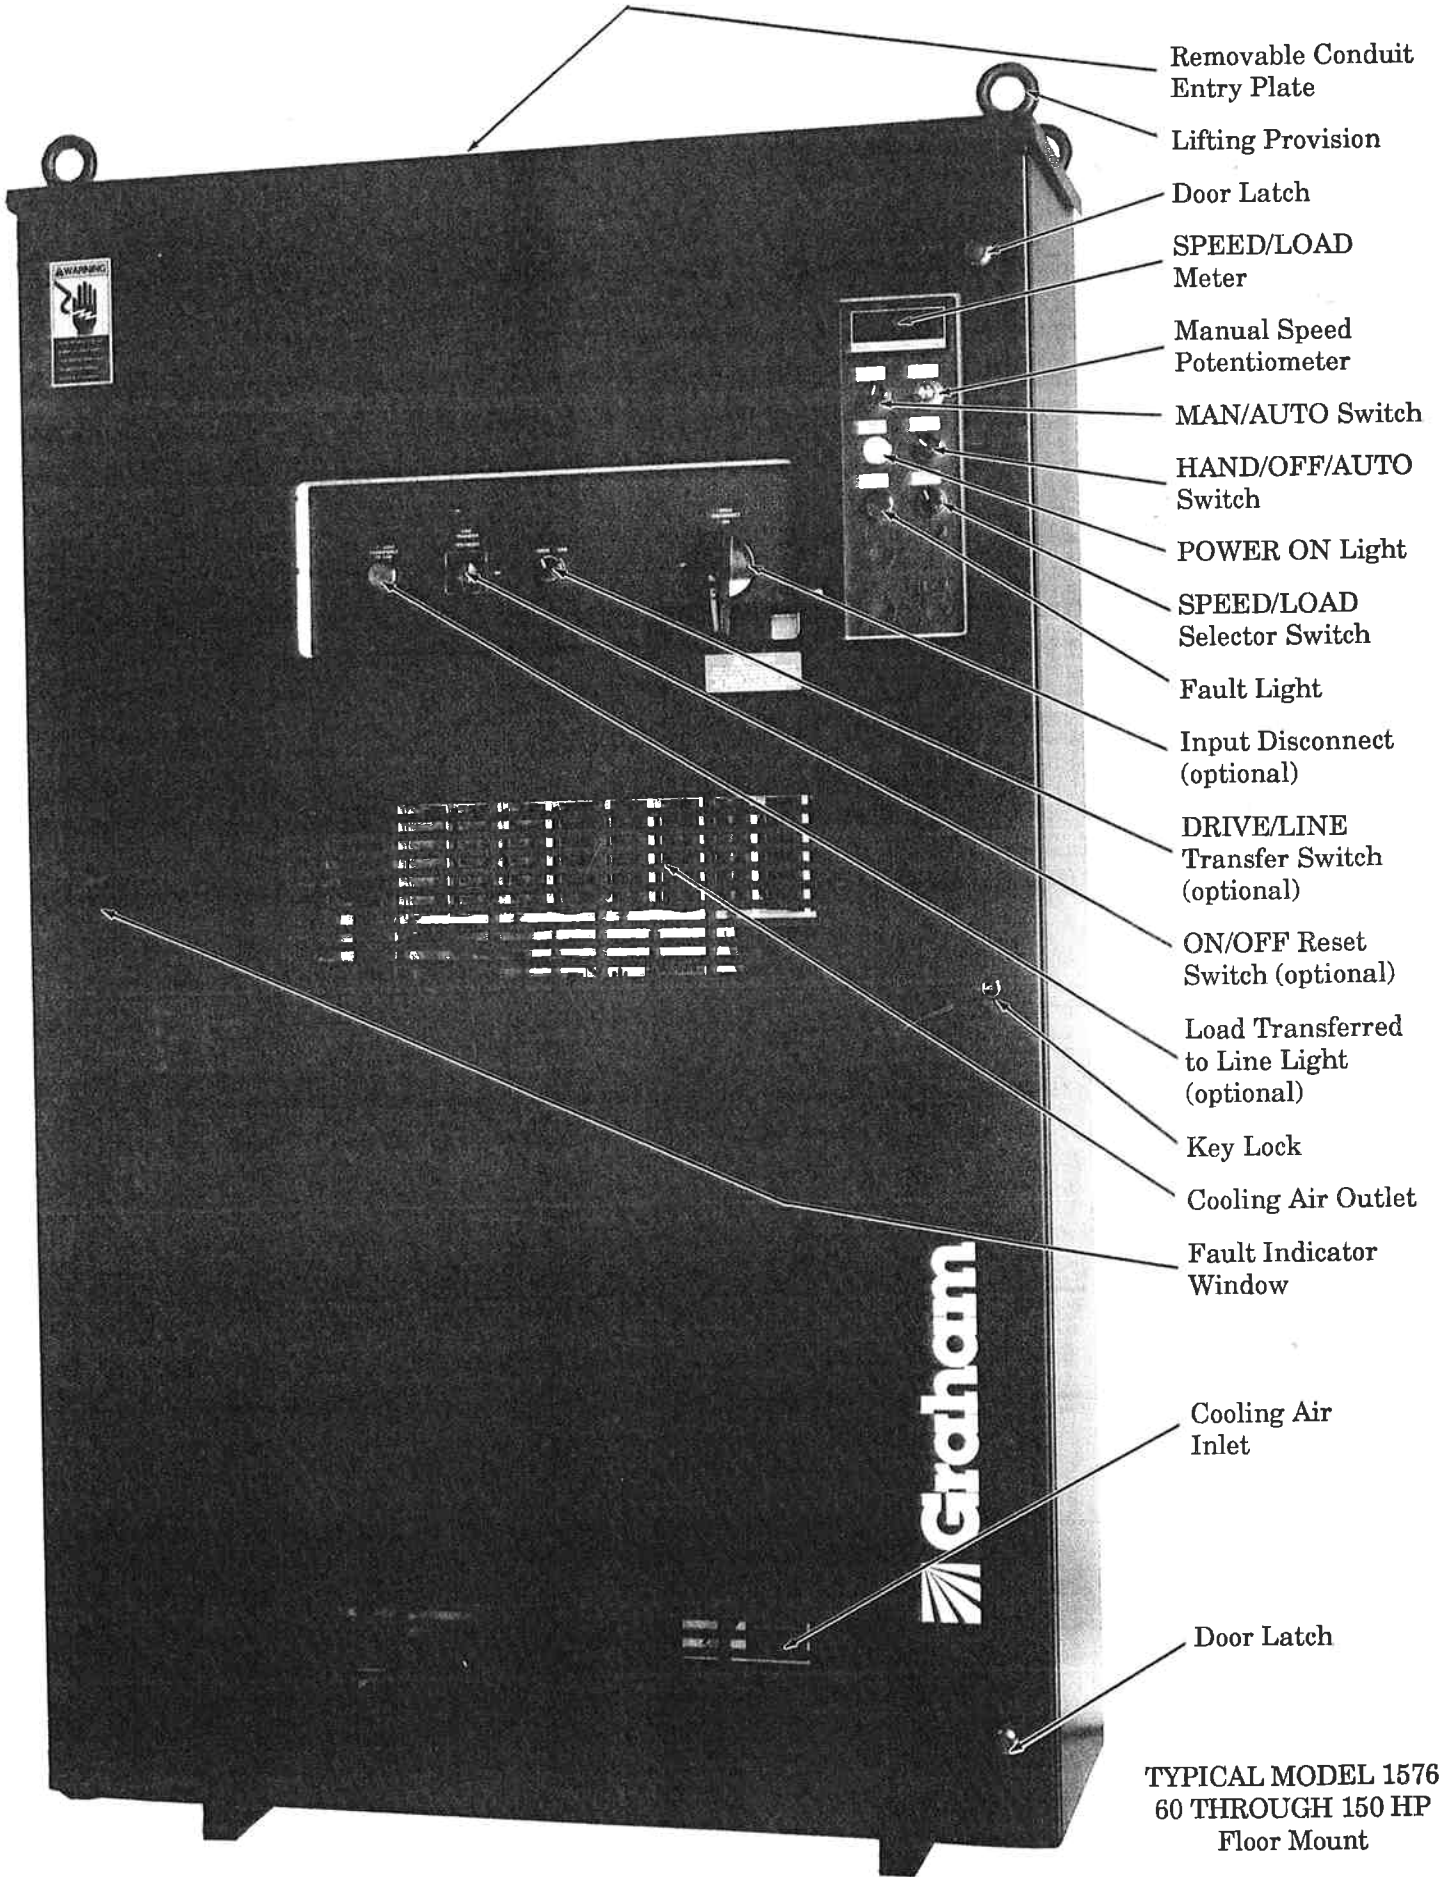 Removable Conduit
Entry Plate
Lifting Provision
Door Latch
SPEED/LOAD
Meter
Manual Speed
Potentiometer
MAN/AUTO Switch
HAND/OFF/AUTO
Switch
POWER ON Light
SPEED/LOAD
Selector Switch
Fault Light
Input Disconnect
(optional)
DRIVE/LINE
Transfer Switch
(optional)
ON/OFF Reset
Switch (optional)
Load Transferred
to Line Light
(optional)
Key Lock
Cooling Air Outlet
Fault Indicator
Window
Cooling Air
Inlet
Door Latch
TYPICAL MODEL 1576
60 THROUGH 150 HP
Floor Mount
WARNING
Graham